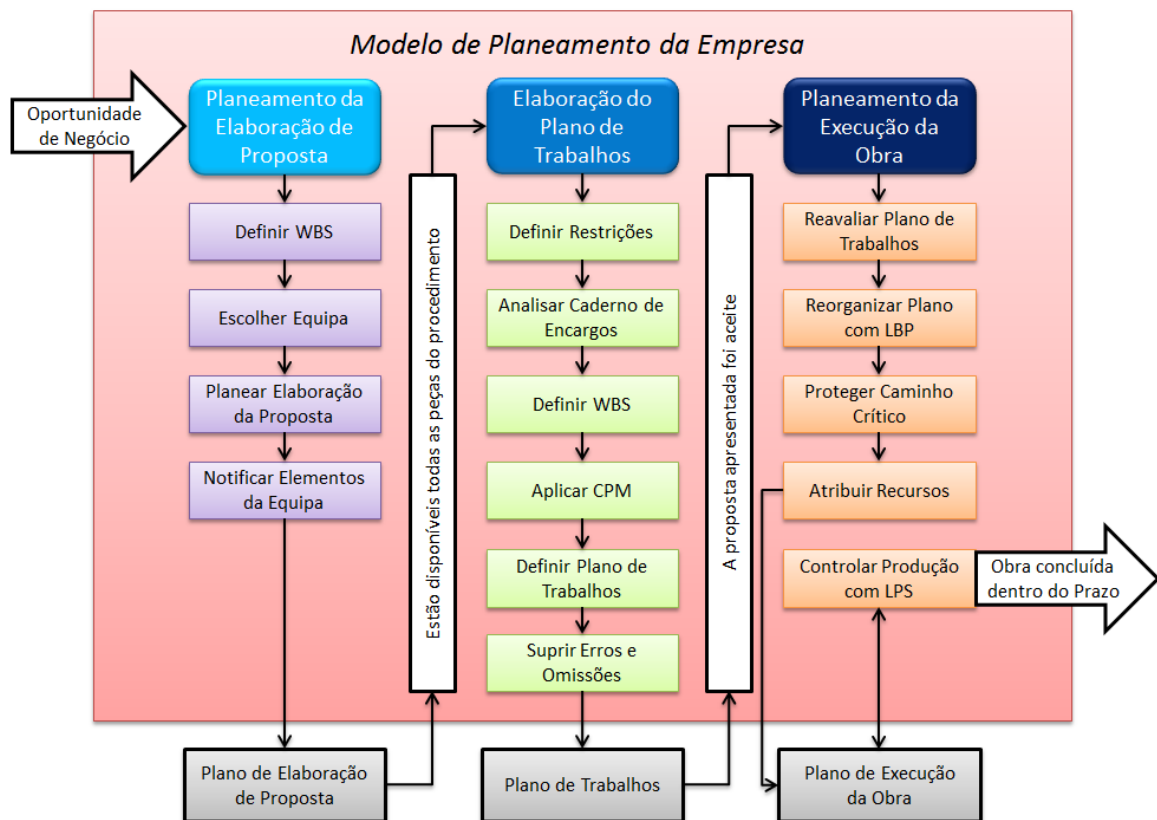 Modelo de Planeamento da Empresa
Oportunidade
de Negócio
Planeamento da
Elaboração de
Proposta
Definir WBS
Escolher Equipa
Planear Elaboração
da Proposta
Notificar Elementos
da Equipa
Plano de Elaboração
de Proposta
Estão disponíveis todas as peças do procedimento
Elaboração do
Plano de
Trabalhos
Definir Restrições
Analisar Caderno de
Encargos
Definir WBS
Aplicar CPM
Definir Plano de
Trabalhos
Suprir Erros e
Omissões
Plano de Trabalhos
A proposta apresentada foi aceite
Planeamento da
Execução da
Obra
Reavaliar Plano de
Trabalhos
Reorganizar Plano
com LBP
Proteger Caminho
Crítico
Atribuir Recursos
Controlar Produção
com LPS
Obra concluída
dentro do Prazo
Plano de Execução
da Obra